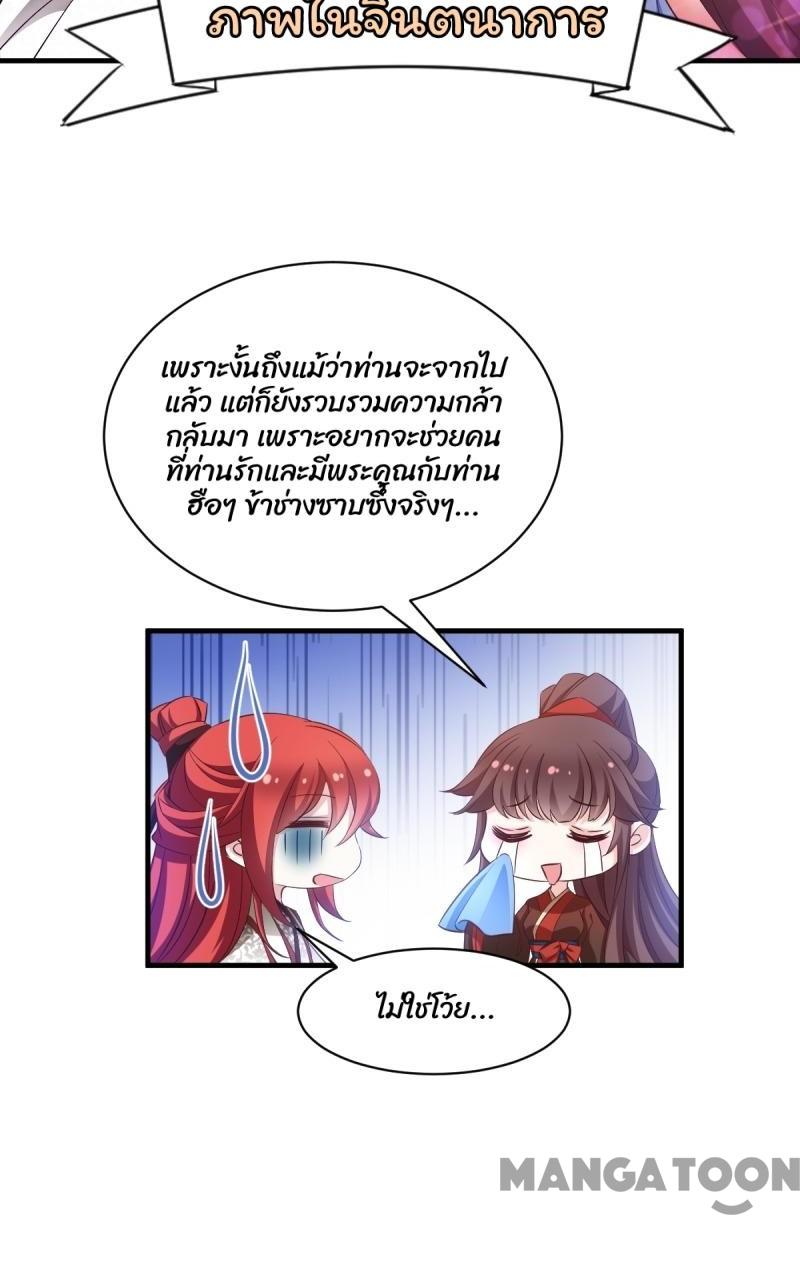 ภาพในจินตนาการ
เพราะงั้นถึงแม้ว่าท่านจะจากไป
แล้ว แต่ก็ยังรวบรวมความกล้า
กลับมา เพราะอยากจะช่วยคน
ที่ท่านรักและมีพระคุณกับท่าน
ฮือๆ ข้าช่างซาบซึ้งจริงๆ...
ไม่ใช่โว้ย...
MANGATOON